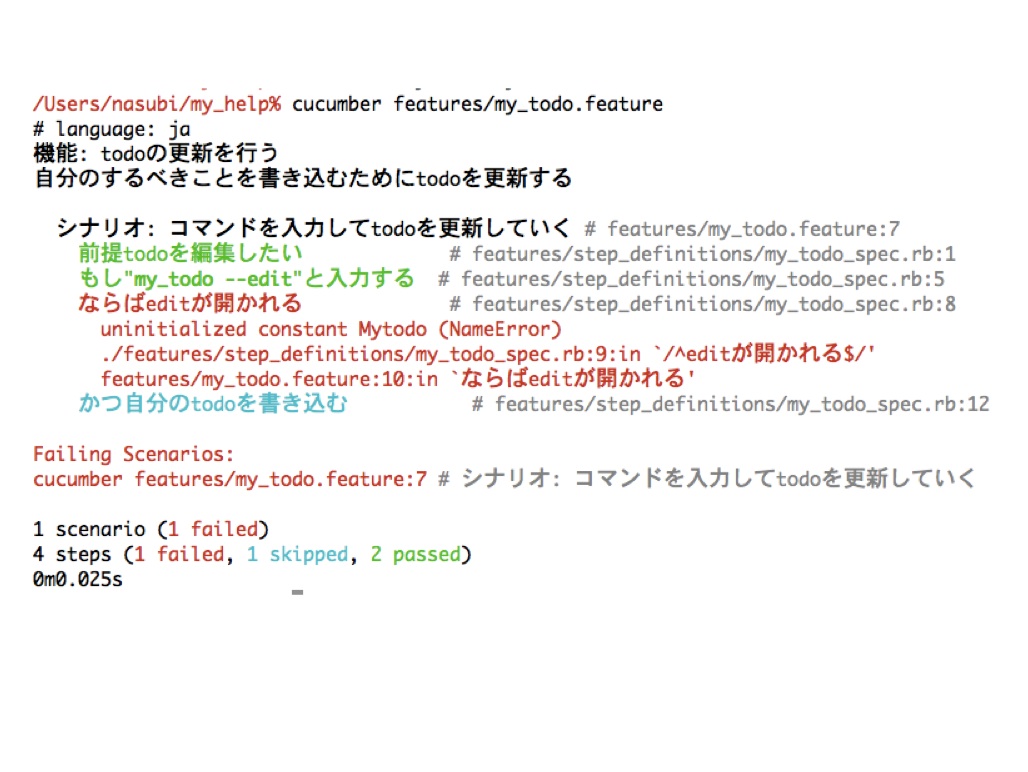 /Users/nasubi/my_help% cucumber features/my_todo.feature
# language: ja
機能: todoの更新を行う
自分のするべきことを書き込むためにtodoを更新する
シナリオ: コマンドを入力してtodoを更新していく # features/my_todo.feature:7
前提todoを編集したい # features/step_definitions/my_todo_spec.rb:1
もし"my_todo --edit"と入力する # features/step_definitions/my_todo_spec.rb:5
ならばeditが開かれる # features/step_definitions/my_todo_spec.rb:8
uninitialized constant Mytodo (NameError)
./features/step_definitions/my_todo_spec.rb:9:in `/^editが開かれる$/'
features/my_todo.feature:10:in `ならばeditが開かれる'
かつ自分のtodoを書き込む # features/step_definitions/my_todo_spec.rb:12
Failing Scenarios:
cucumber features/my_todo.feature:7 # シナリオ: コマンドを入力してtodoを更新していく
1 scenario (1 failed)
4 steps (1 failed, 1 skipped, 2 passed)
0m0.025s